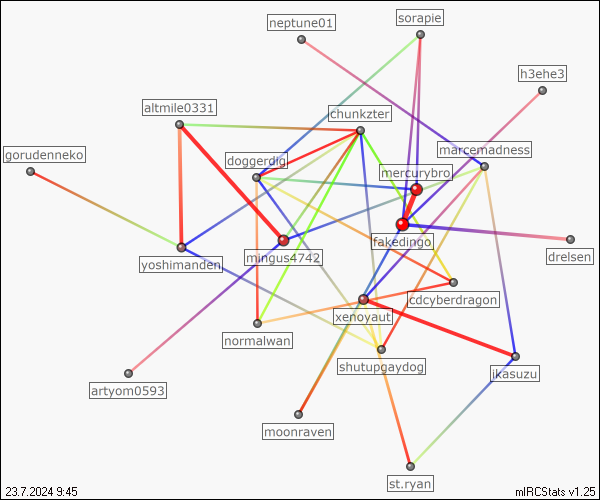 sorapie
neptune01
h3ehe3
altmile0331
chunkzter
gorudenneko
doggerdig
marcemadness
mercurybro
fakedingo
mingus4742
drelsen
yoshimanden
cdcyberdragon
xenoyaut
normalwan
shutupgaydog
jkasuzu
artyom0593
moonraven
st.ryan
23.7.2024 9:45
mIRCStats v1.25